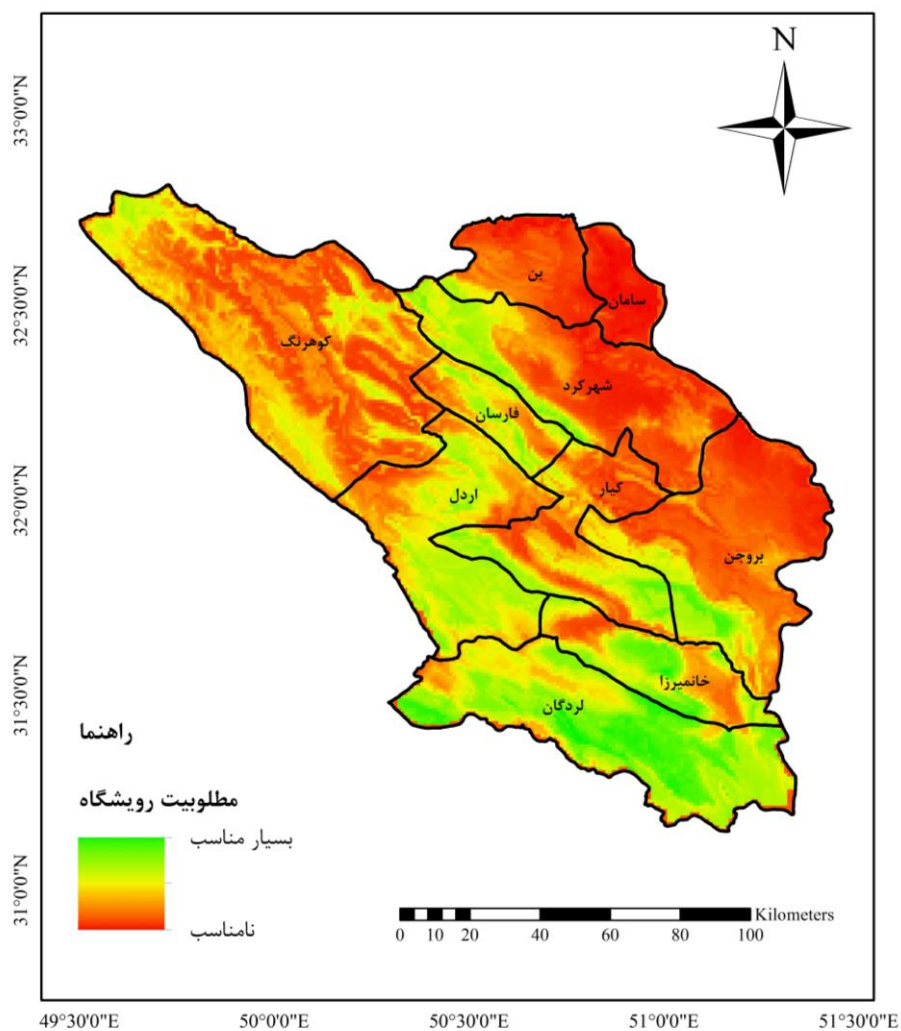 N
33°0'0"N
32°30'0"N
32°0'0"N
31°30'0"N
31°0'0"N
بن
سامان
کوهرنگ
شهرکرد
فارسان
کیار
اردل
بروجن
خانمیرزا
لردگان
راهنما
مطلوبیت رویشگاه
بسیار مناسب
نامناسب
Kilometers
0 10 20 40 60 80 100
49°30'0"E 50°0'0"E 50°30'0"E 51°0'0"E 51°30'0"E